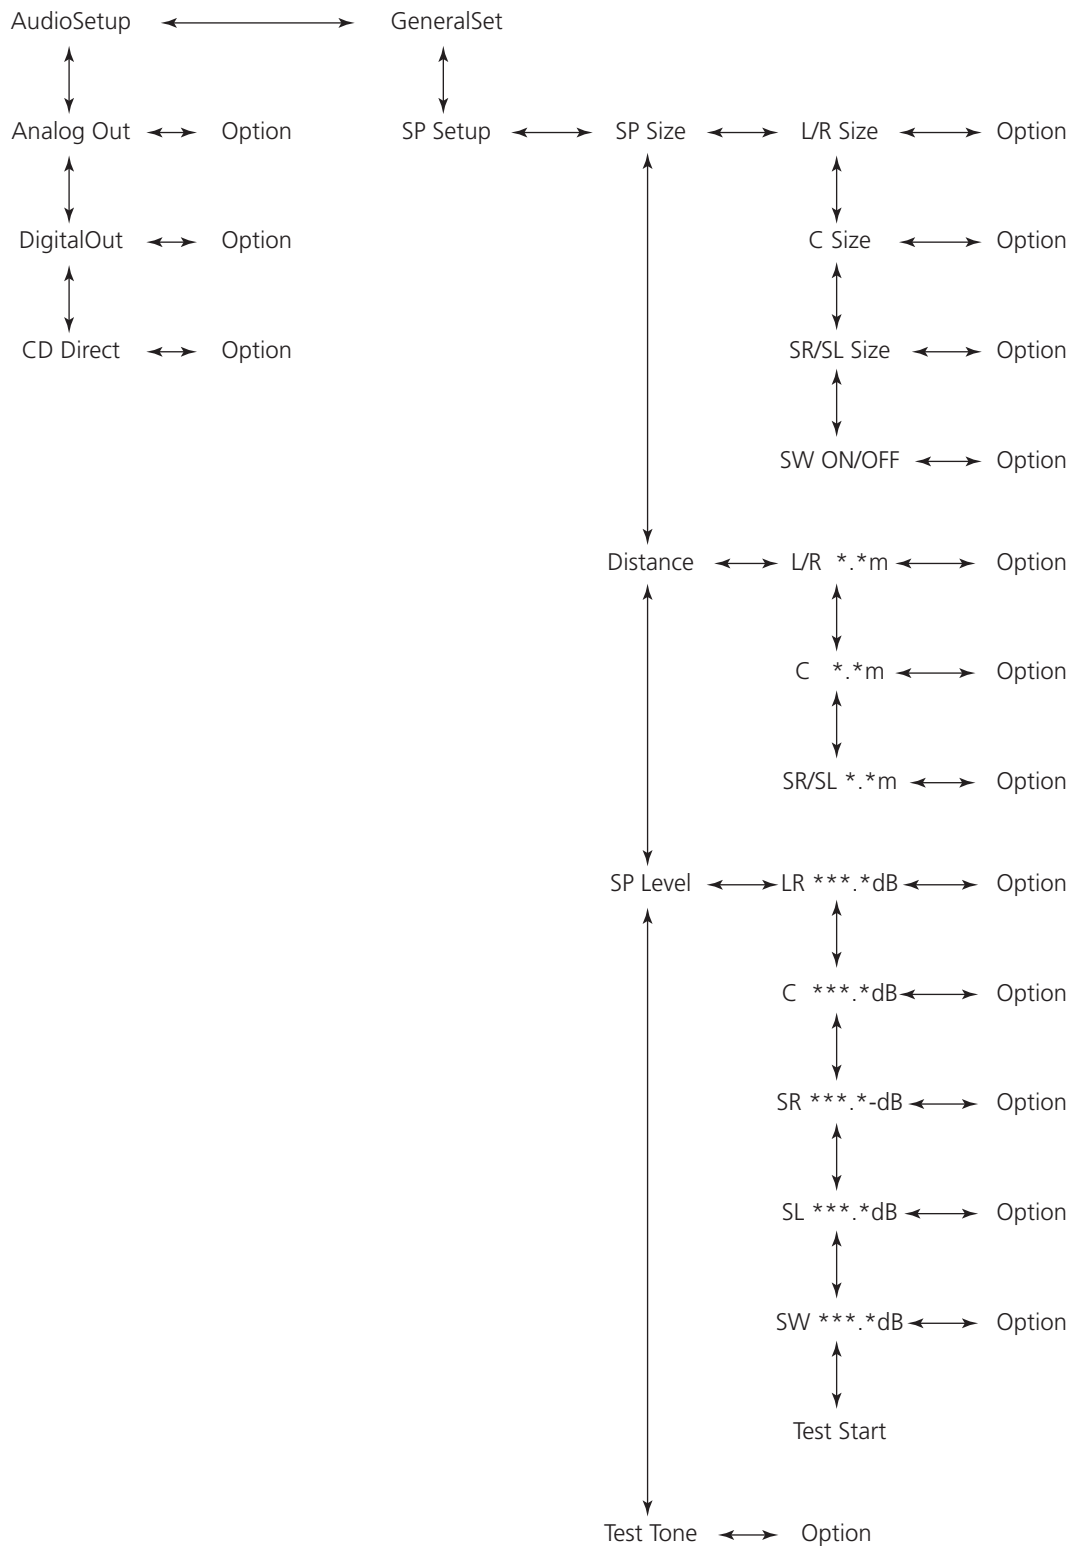 AudioSetup GeneralSet
Analog Out Option SP Setup SP Size L/R Size Option
DigitalOut Option C Size Option
CD Direct Option SR/SL Size Option
SW ON/OFF Option
Distance L/R *.*m Option
C *.*m Option
SR/SL *.*m Option
SP Level LR ***.*dB Option
C ***.*dB Option
SR ***.*-dB Option
SL ***.*dB Option
SW ***.*dB Option
Test Start
Test Tone Option